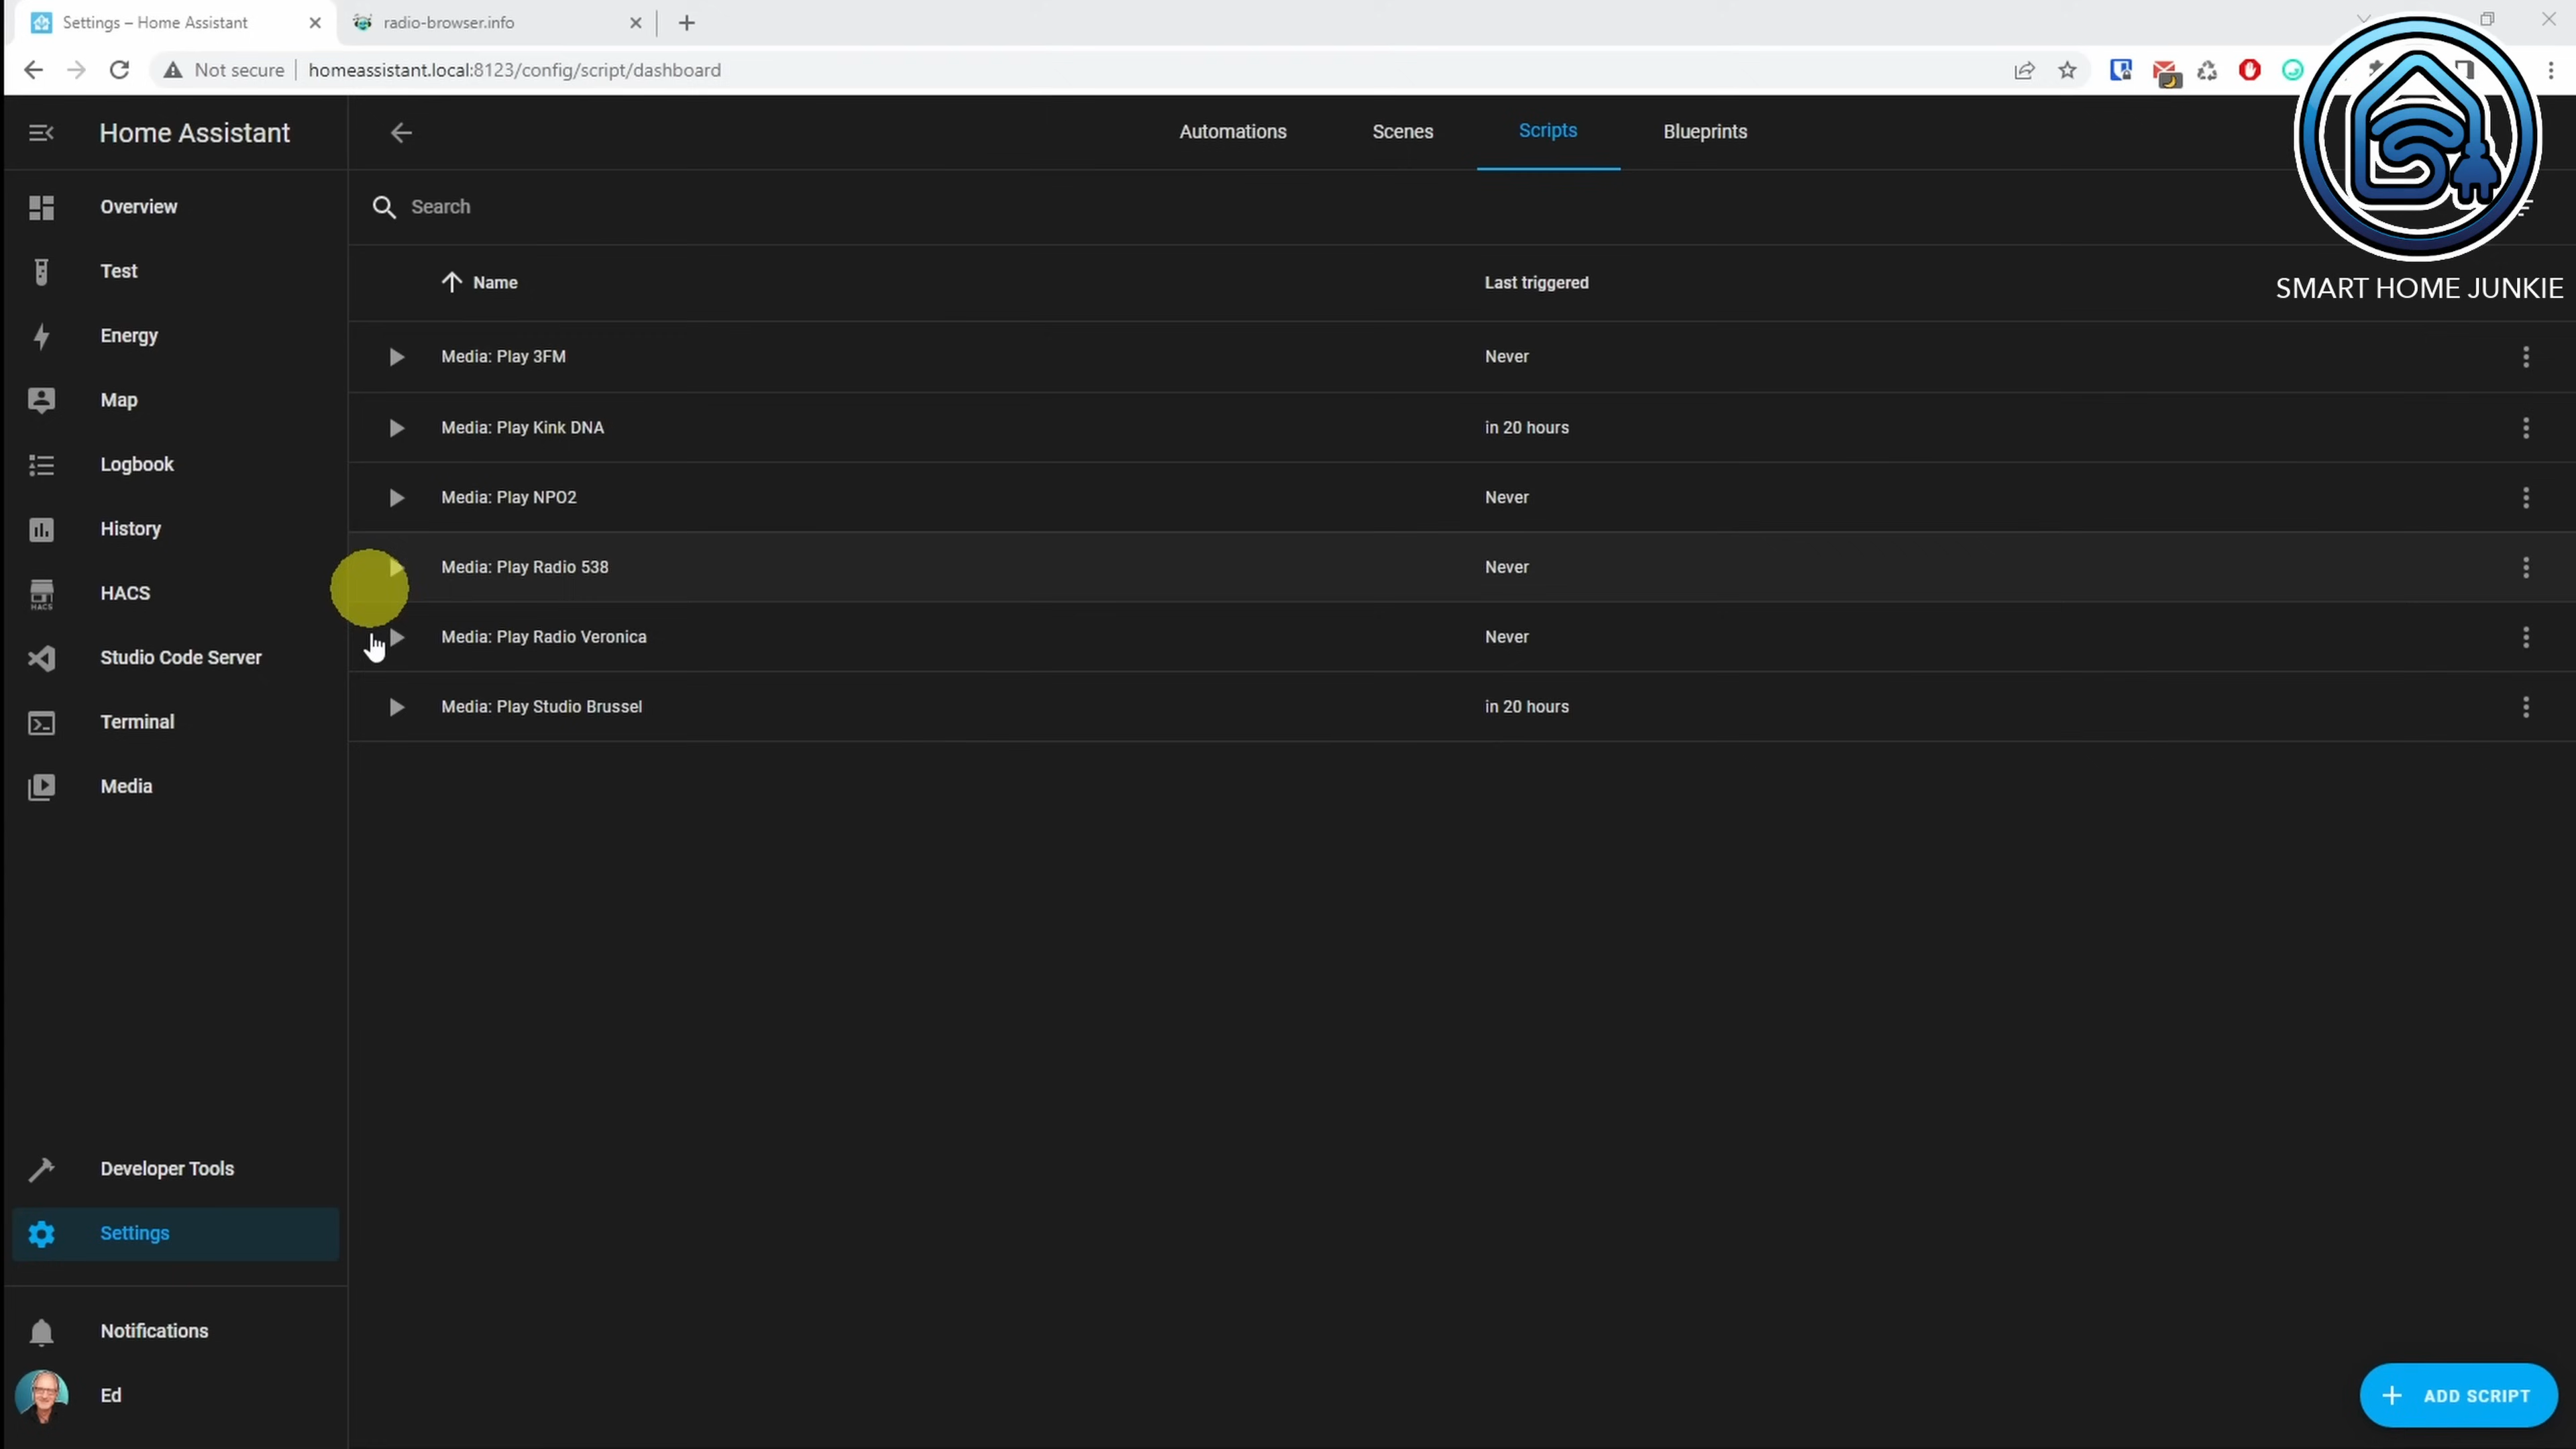 Settings – Home Assistant
radio-browser.info
Not secure
homeassistant.local:8123/config/script/dashboard
Home Assistant
Automations
Scenes
Scripts
Blueprints
SMART HOME JUNKIE
Overview
Test
Energy
Map
Logbook
History
HACS
HACS
Studio Code Server
Terminal
Media
Developer Tools
Settings
Notifications
Ed
Search
Name
Last triggered
Media: Play 3FM
Never
Media: Play Kink DNA
in 20 hours
Media: Play NPO2
Never
Media: Play Radio 538
Never
Media: Play Radio Veronica
Never
Media: Play Studio Brussel
in 20 hours
ADD SCRIPT